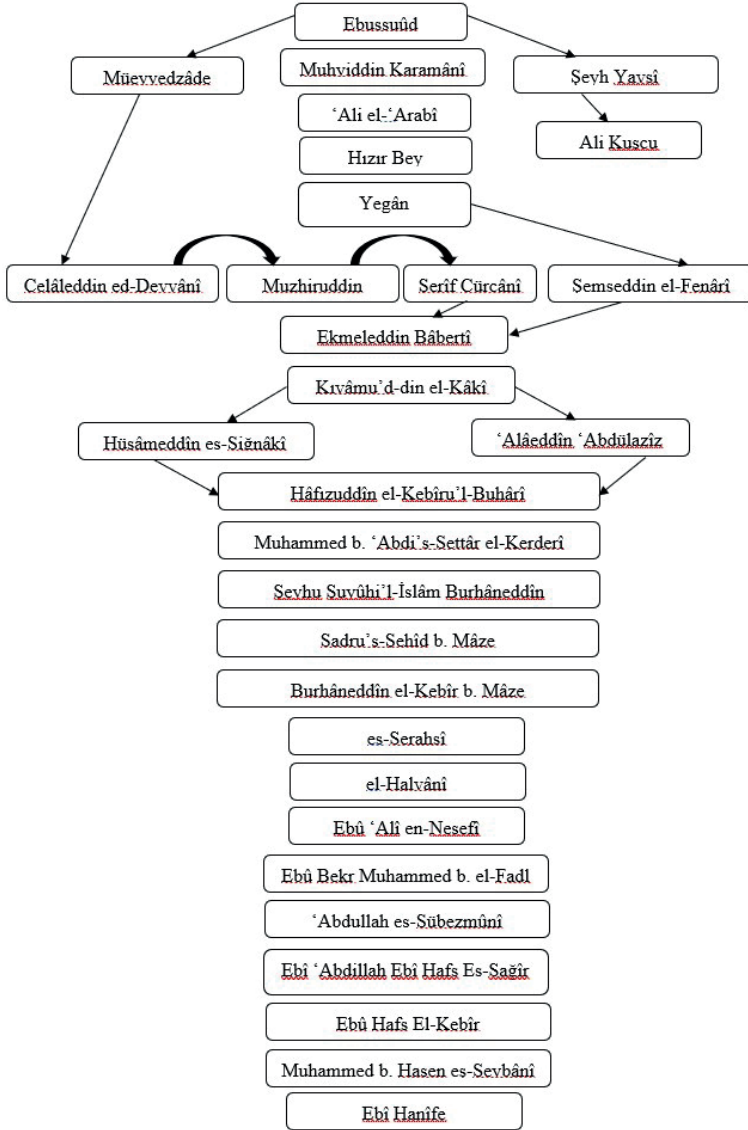 Ebussuûd
Müeyyedzâde
Muhyiddin Karamânî
Şeyh Yavsî
‘Ali el-‘Arabî
Ali Kuşçu
Hızır Bey
Yegân
Celâleddin ed-Devvânî
Muzhiruddin
Şerîf Cürcânî
Şemseddin el-Fenârî
Ekmeleddin Bâbertî
Kıvâmu’d-din el-Kâkî
Hüsâmeddîn es-Siğnâkî
‘Alâeddîn ‘Abdülazîz
Hâfızuddîn el-Kebîru’l-Buhârî
Muhammed b. ‘Abdi’s-Settâr el-Kerderî
Şeyhu Şuyûhi’l-İslâm Burhâneddîn
Sadru’ş-Şehîd b. Mâze
Burhâneddîn el-Kebîr b. Mâze
es-Serahsî
el-Halvânî
Ebû ‘Alî en-Nesefî
Ebû Bekr Muhammed b. el-Fadl
‘Abdullah es-Sübezmûnî
Ebî ‘Abdillah Ebî Hafs Es-Sağîr
Ebû Hafs El-Kebîr
Muhammed b. Hasen eş-Şeybânî
Ebî Hanîfe